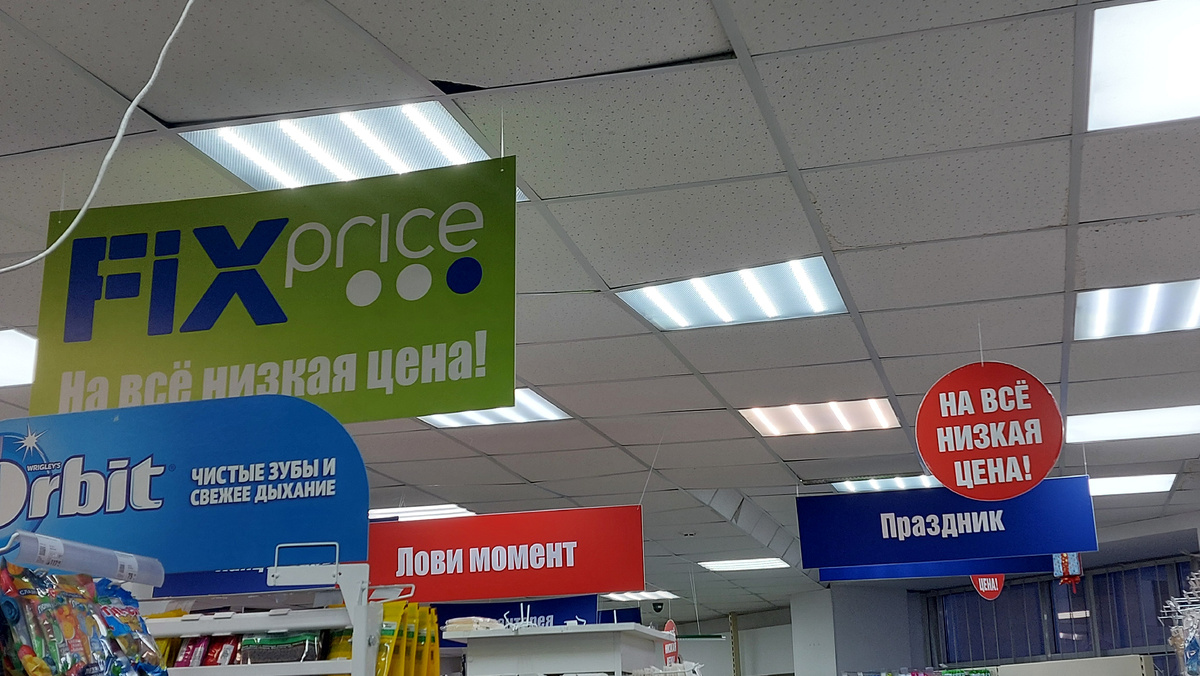 FiX price
На всё низкая цена!
WRIGLEY'S
Orbit
ЧИСТЫЕ ЗУБЫ И
СВЕЖЕЕ ДЫХАНИЕ
Лови момент
НА ВСЁ
НИЗКАЯ
ЦЕНА!
Праздник
ЦЕНА!